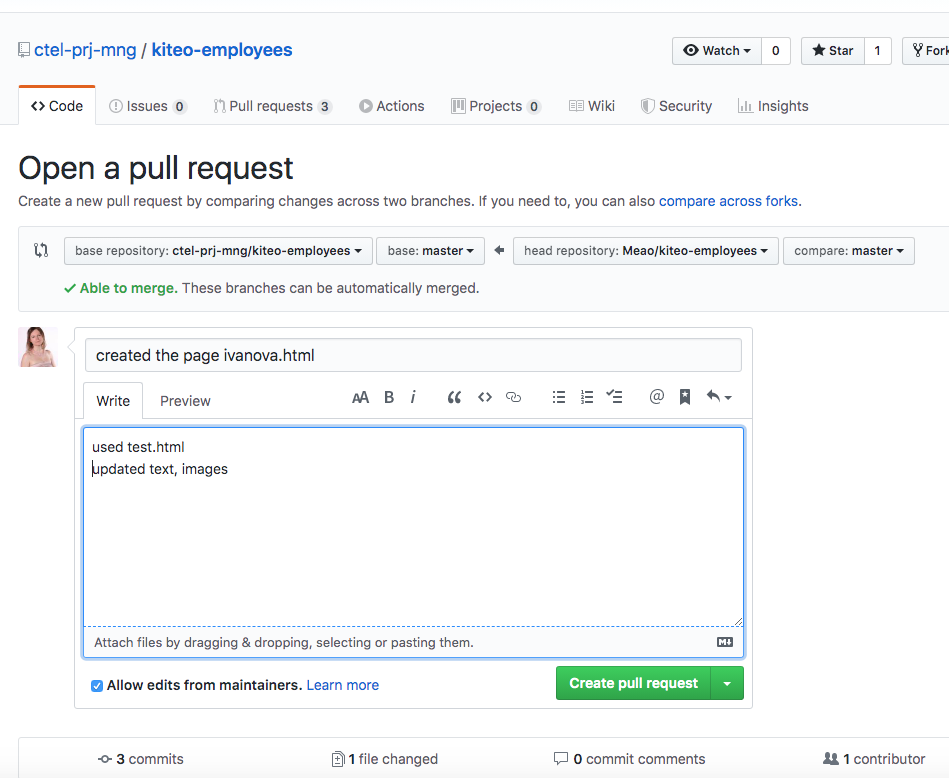 ctel-prj-mng / kiteo-employees
Watch 0 Star 1 Fork
Code Issues 0 Pull requests 3 Actions Projects 0 Wiki Security Insights
Open a pull request
Create a new pull request by comparing changes across two branches. If you need to, you can also compare across forks.
base repository: ctel-prj-mng/kiteo-employees base: master head repository: Meao/kiteo-employees compare: master
Able to merge. These branches can be automatically merged.
created the page ivanova.html
Write Preview AA B i
used test.html
updated text, images
Attach files by dragging & dropping, selecting or pasting them.
Allow edits from maintainers. Learn more Create pull request
3 commits 1 file changed 0 commit comments 1 contributor